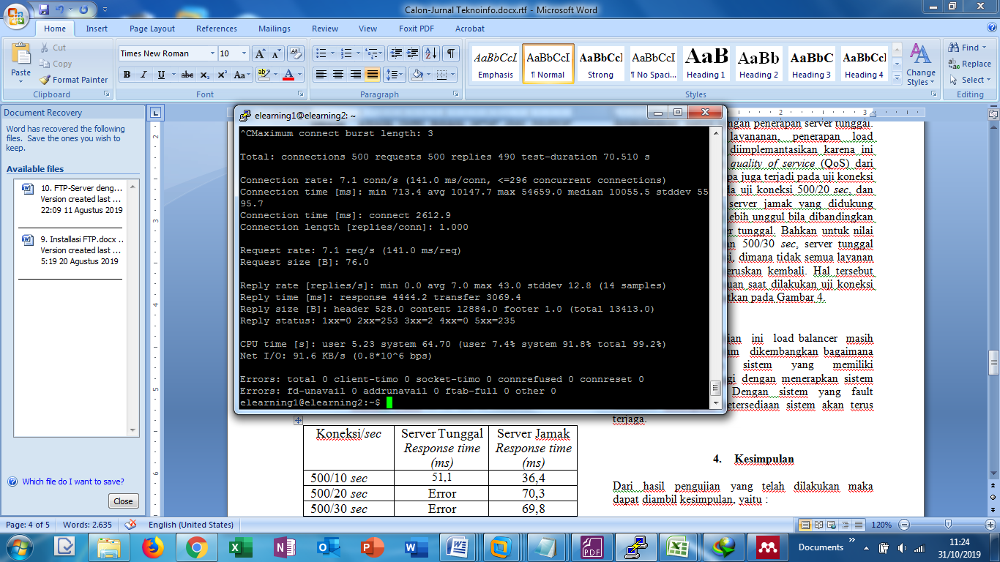 Calon-Jurnal Teknoinfo.docx.rtf - Microsoft Word
Home Insert Page Layout References Mailings Review View Foxit PDF Acrobat
Paste
Cut
Copy
Format Painter
Clipboard
Times New Roman 10
B I U abc x₂ x² Aa
Font
Paragraph
AaBbCcI Emphasis
AaBbCcI ¶ Normal
AaBbCcI Strong
AaBbCcI ¶ No Spaci...
AaB Heading 1
AaBb Heading 2
AaBbC Heading 3
AaBbCcI Heading 4
Change Styles
Styles
Find
Replace
Select
Editing
Document Recovery
Word has recovered the following
files. Save the ones you wish to
keep.
Available files
10. FTP-Server deng...
Version created last ...
22:09 11 Agustus 2019
9. Installasi FTP.docx ...
Version created last ...
5:19 20 Agustus 2019
Which file do I want to save?
Close
elearning1@elearning2: ~
^CMaximum connect burst length: 3
Total: connections 500 requests 500 replies 490 test-duration 70.510 s
Connection rate: 7.1 conn/s (141.0 ms/conn, <=296 concurrent connections)
Connection time [ms]: min 713.4 avg 10147.7 max 54659.0 median 10055.5 stddev 55
95.7
Connection time [ms]: connect 2612.9
Connection length [replies/conn]: 1.000
Request rate: 7.1 req/s (141.0 ms/req)
Request size [B]: 76.0
Reply rate [replies/s]: min 0.0 avg 7.0 max 43.0 stddev 12.8 (14 samples)
Reply time [ms]: response 4444.2 transfer 3069.4
Reply size [B]: header 528.0 content 12884.0 footer 1.0 (total 13413.0)
Reply status: 1xx=0 2xx=253 3xx=2 4xx=0 5xx=235
CPU time [s]: user 5.23 system 64.70 (user 7.4% system 91.8% total 99.2%)
Net I/O: 91.6 KB/s (0.8*10^6 bps)
Errors: total 0 client-timo 0 socket-timo 0 connrefused 0 connreset 0
Errors: fd-unavail 0 addrunavail 0 ftab-full 0 other 0
elearning1@elearning2:~$
Koneksi/sec Server Tunggal Response time (ms) Server Jamak Response time (ms)
500/10 sec 51,1 36,4
500/20 sec Error 70,3
500/30 sec Error 69,8
penerapan server tunggal.
layananan, penerapan load
diimplemantasikan karena ini
quality of service (QoS) dari
juga terjadi pada uji koneksi
uji koneksi 500/20 sec, dan
server jamak yang didukung
unggul bila dibandingkan
tunggal. Bahkan untuk nilai
500/30 sec, server tunggal
dimana tidak semua layanan
kembali. Hal tersebut
saat dilakukan uji koneksi
pada Gambar 4.
ini load balancer masih
dikembangkan bagaimana
sistem yang memiliki
dengan menerapkan sistem
Dengan sistem yang fault
sistem akan terus
terjaga.
4. Kesimpulan
Dari hasil pengujian yang telah dilakukan maka
dapat diambil kesimpulan, yaitu :
Page: 4 of 5 Words: 2.635 English (United States) 120%
Documents
11:24
31/10/2019